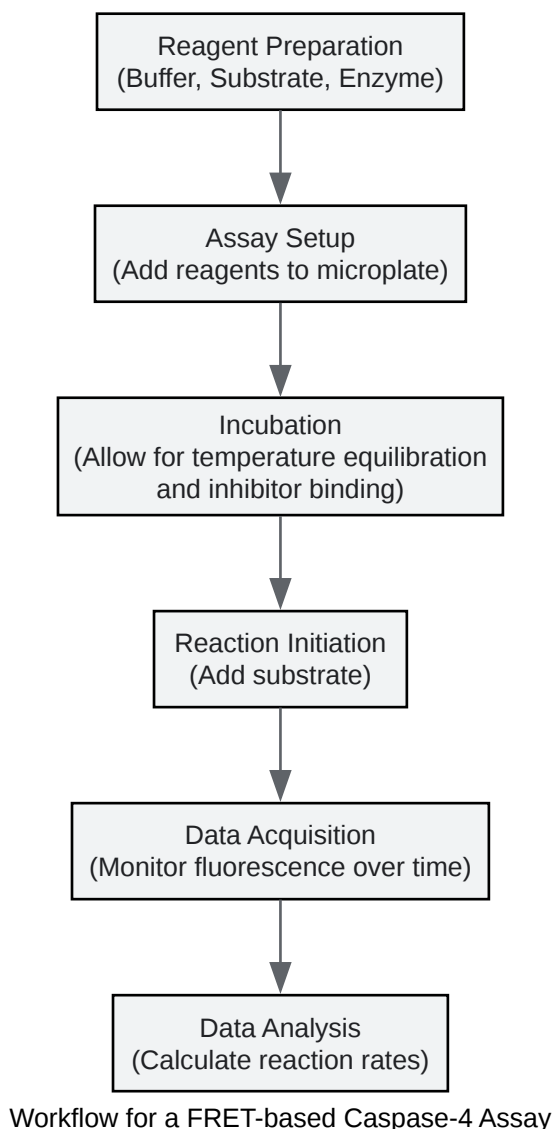 Reagent Preparation
(Buffer, Substrate, Enzyme)
Assay Setup
(Add reagents to microplate)
Incubation
(Allow for temperature equilibration
and inhibitor binding)
Reaction Initiation
(Add substrate)
Data Acquisition
(Monitor fluorescence over time)
Data Analysis
(Calculate reaction rates)
Workflow for a FRET-based Caspase-4 Assay